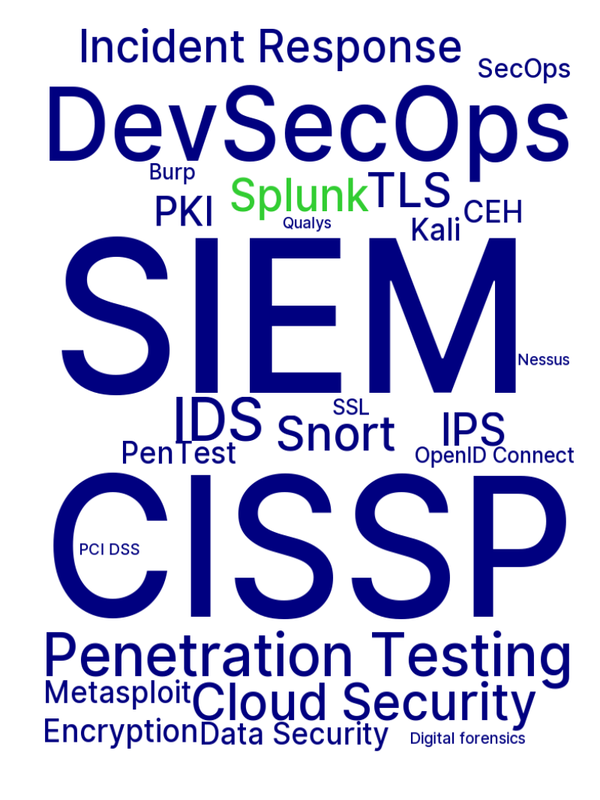 Incident Response
SecOps
DevSecOps
Burp
Splunk
TLS
PKI
CEH
Qualys
Kali
SIEM
Nessus
IDS
SSL
Snort
IPS
PenTest
OpenID Connect
CISSP
PCI DSS
Penetration Testing
Metasploit
Cloud Security
Encryption
Data Security
Digital forensics